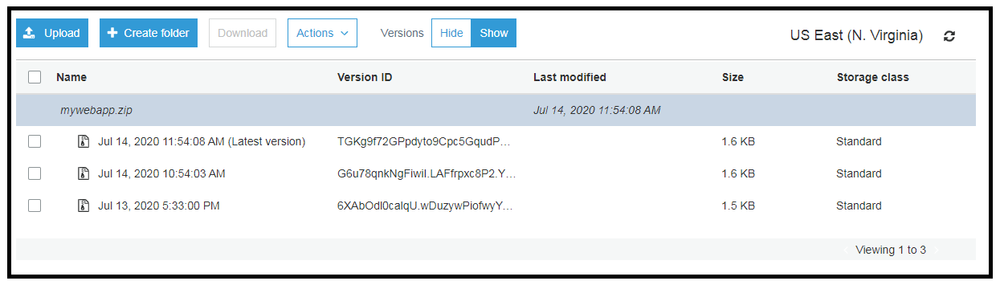 Upload Create folder Download Actions Versions Hide Show US East (N. Virginia)
Name Version ID Last modified Size Storage class
mywebapp.zip Jul 14, 2020 11:54:08 AM
Jul 14, 2020 11:54:08 AM (Latest version) TGKg9f72GPpdyto9Cpc5GqudP... 1.6 KB Standard
Jul 14, 2020 10:54:03 AM G6u78qnkNgFiwiI.LAFfrpxc8P2.Y... 1.6 KB Standard
Jul 13, 2020 5:33:00 PM 6XAbOdI0calqU.wDuzywPiofwyY... 1.5 KB Standard
Viewing 1 to 3